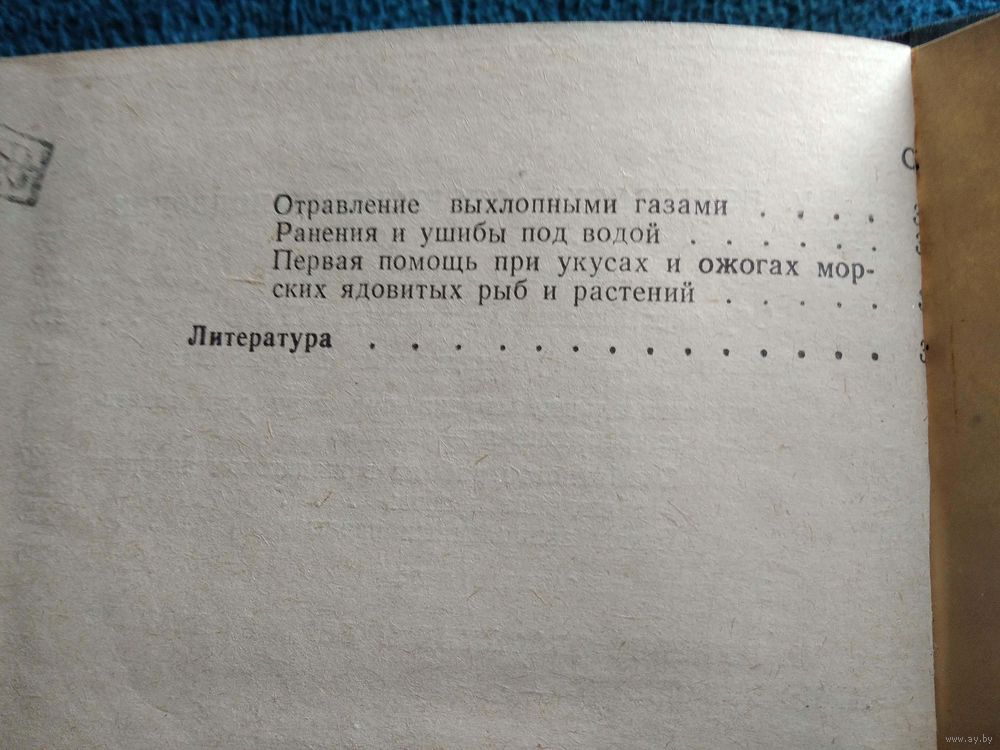 Отравление выхлопными газами . . . .
Ранения и ушибы под водой . . . . . .
Первая помощь при укусах и ожогах мор-
ских ядовитых рыб и растений . . . . .
Литература . . . . . . . . . . . . . .
www.ay.by